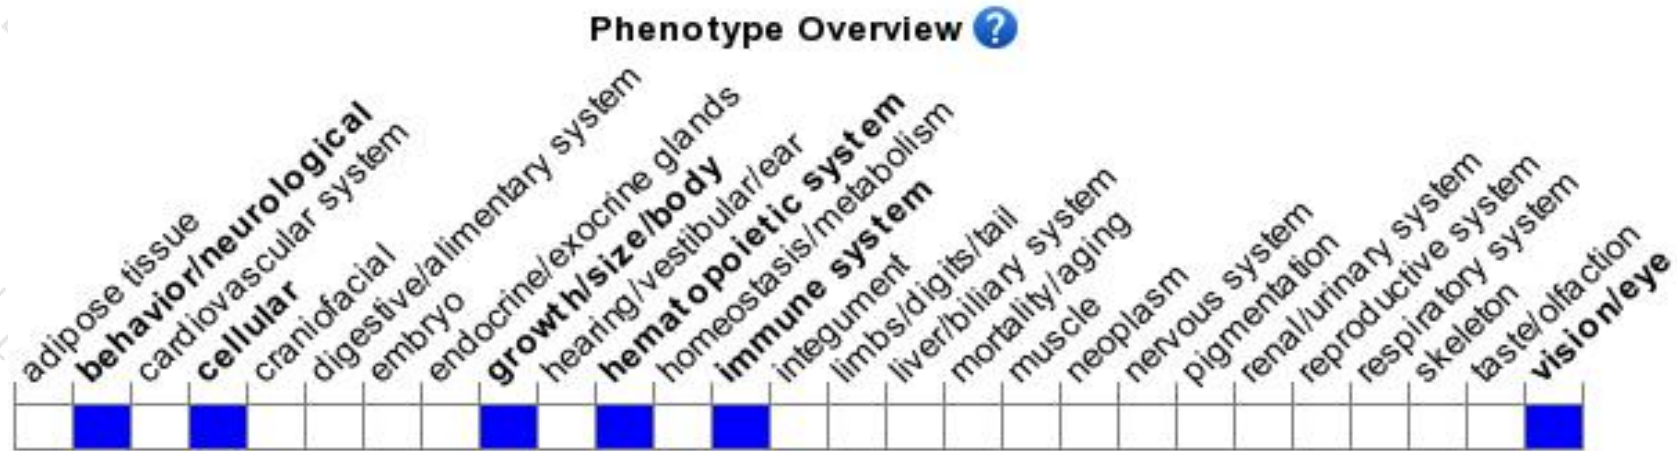 Phenotype Overview ?
adipose tissue
behavior/neurological
cardiovascular system
cellular
craniofacial
digestive/alimentary system
embryo
endocrine/exocrine glands
growth/size/body
hearing/vestibular/ear
hematopoietic system
homeostasis/metabolism
immune system
integument
limbs/digits/tail
liver/biliary system
mortality/aging
muscle
neoplasm
nervous system
pigmentation
renal/urinary system
reproductive system
respiratory system
skeleton
taste/olfaction
vision/eye